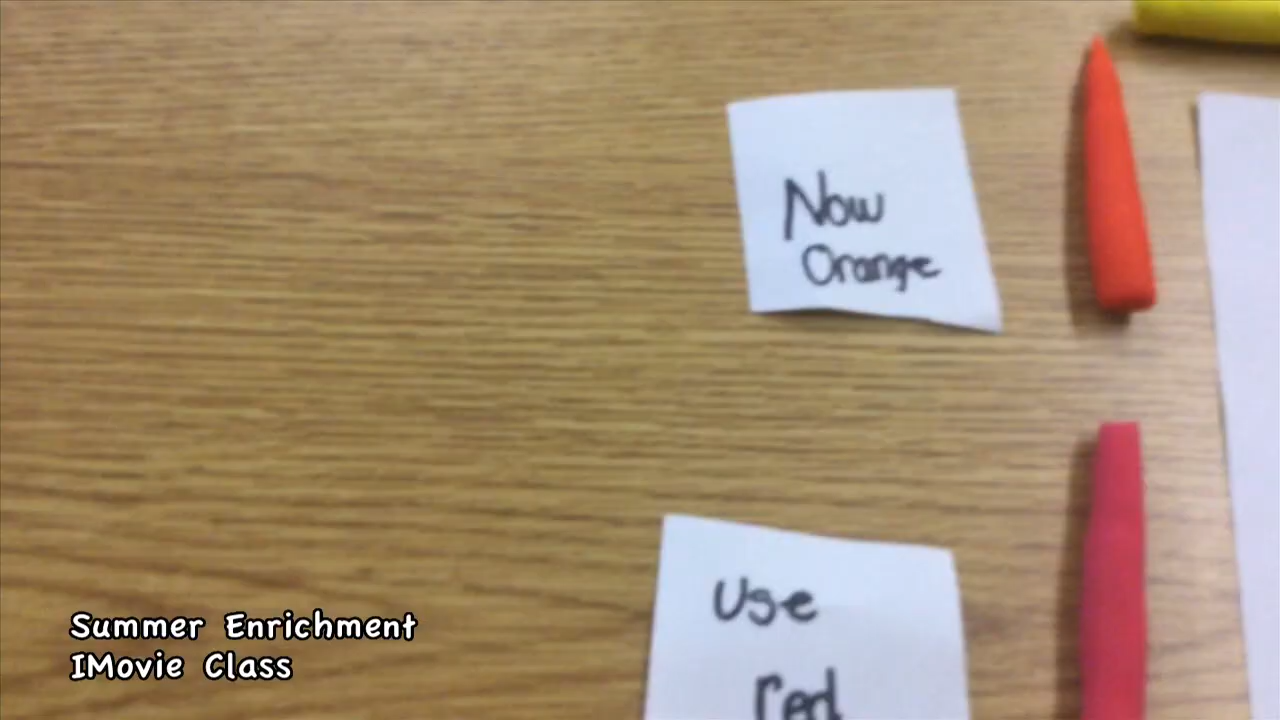 Now
Orange
Use
red
Summer Enrichment
IMovie Class